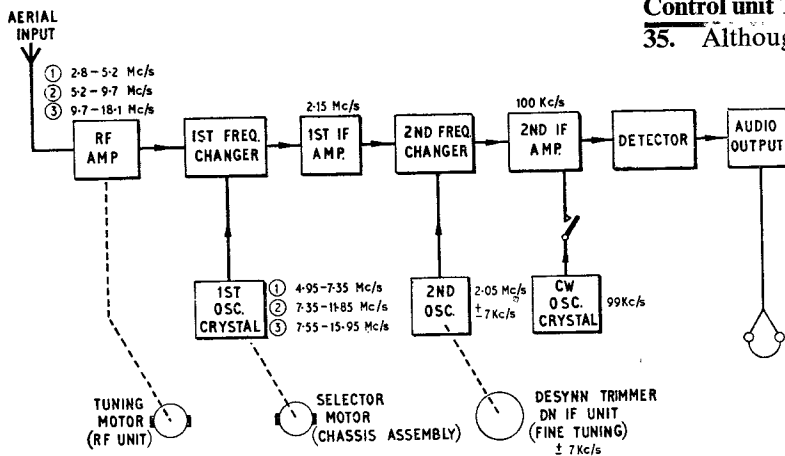 Control unit
35. Althoug
AERIAL
INPUT
① 2·8-5·2 Mc/s
② 5·2-9·7 Mc/s
③ 9·7-18·1 Mc/s
RF
AMP
1ST FREQ.
CHANGER
2·15 Mc/s
1ST IF
AMP.
2ND FREQ.
CHANGER
100 Kc/s
2ND IF
AMP.
DETECTOR
AUDIO
OUTPUT
1ST
OSC.
CRYSTAL
① 4·95-7·35 Mc/s
② 7·35-11·85 Mc/s
③ 7·55-15·95 Mc/s
2ND
OSC.
2·05 Mc/s
± 7Kc/s
CW
OSC.
CRYSTAL
99Kc/s
TUNING
MOTOR
(RF UNIT)
SELECTOR
MOTOR
(CHASSIS ASSEMBLY)
DESYNN TRIMMER
ON IF UNIT
(FINE TUNING)
± 7Kc/s